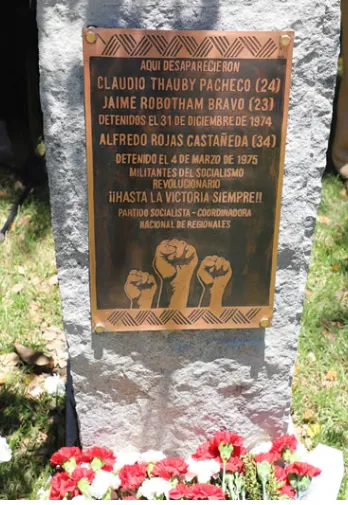 AQUI DESAPARECIERON
CLAUDIO THAUBY PACHECO (24)
JAIME ROBOTHAM BRAVO (23)
DETENIDOS EL 31 DE DICIEMBRE DE 1974
ALFREDO ROJAS CASTAÑEDA (34)
DETENIDO EL 4 DE MARZO DE 1975
MILITANTES DEL SOCIALISMO
REVOLUCIONARIO
¡¡HASTA LA VICTORIA SIEMPRE!!
PARTIDO SOCIALISTA - COORDINADORA
NACIONAL DE REGIONALES